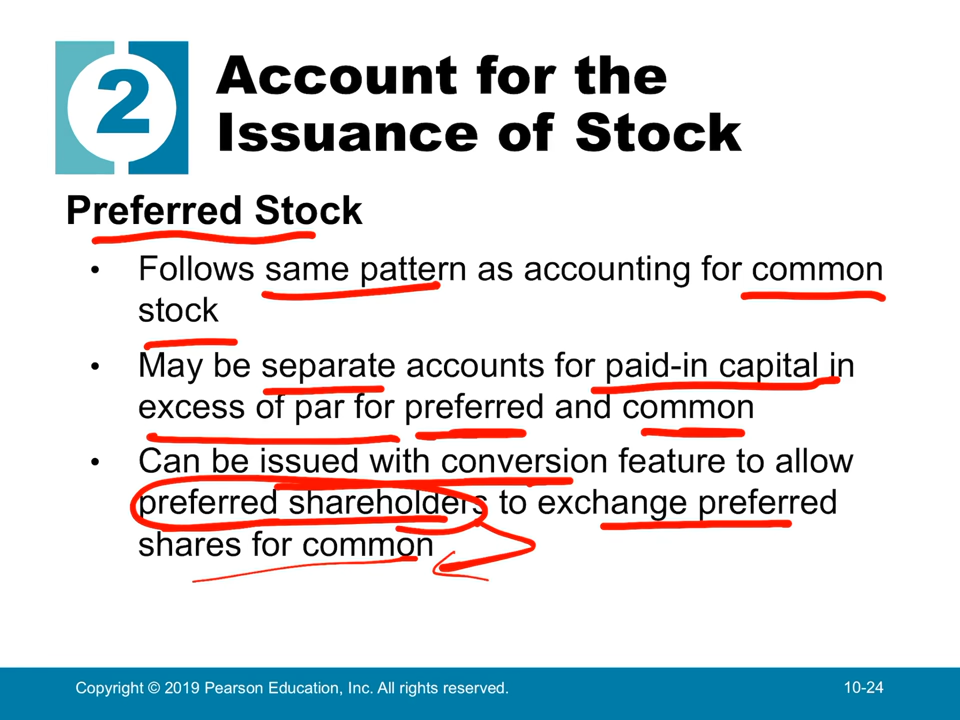 2
Account for the
Issuance of Stock
Preferred Stock
• Follows same pattern as accounting for common
stock
• May be separate accounts for paid-in capital in
excess of par for preferred and common
• Can be issued with conversion feature to allow
preferred shareholders to exchange preferred
shares for common
Copyright © 2019 Pearson Education, Inc. All rights reserved.
10-24